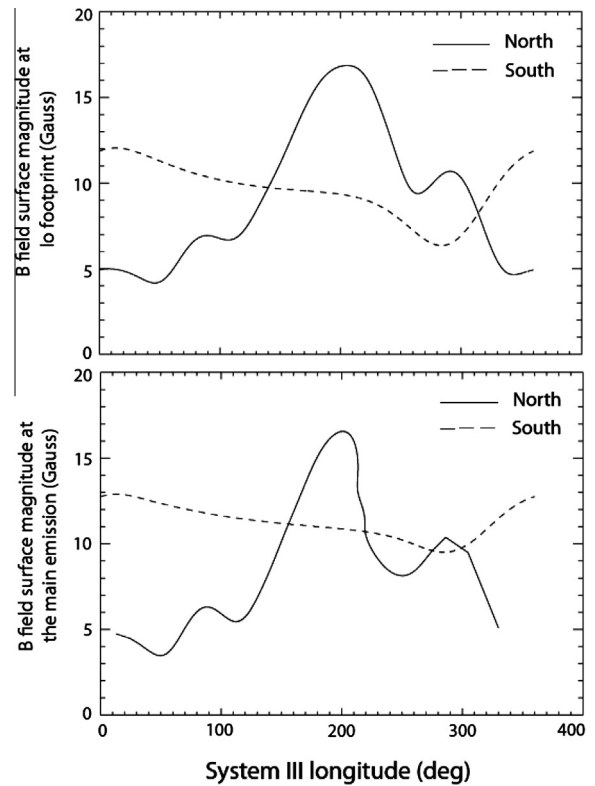 20
15
10
5
0
B field surface magnitude at
Io footprint (Gauss)
North
South
20
15
10
5
0
B field surface magnitude at
the main emission (Gauss)
North
South
0 100 200 300 400
System III longitude (deg)